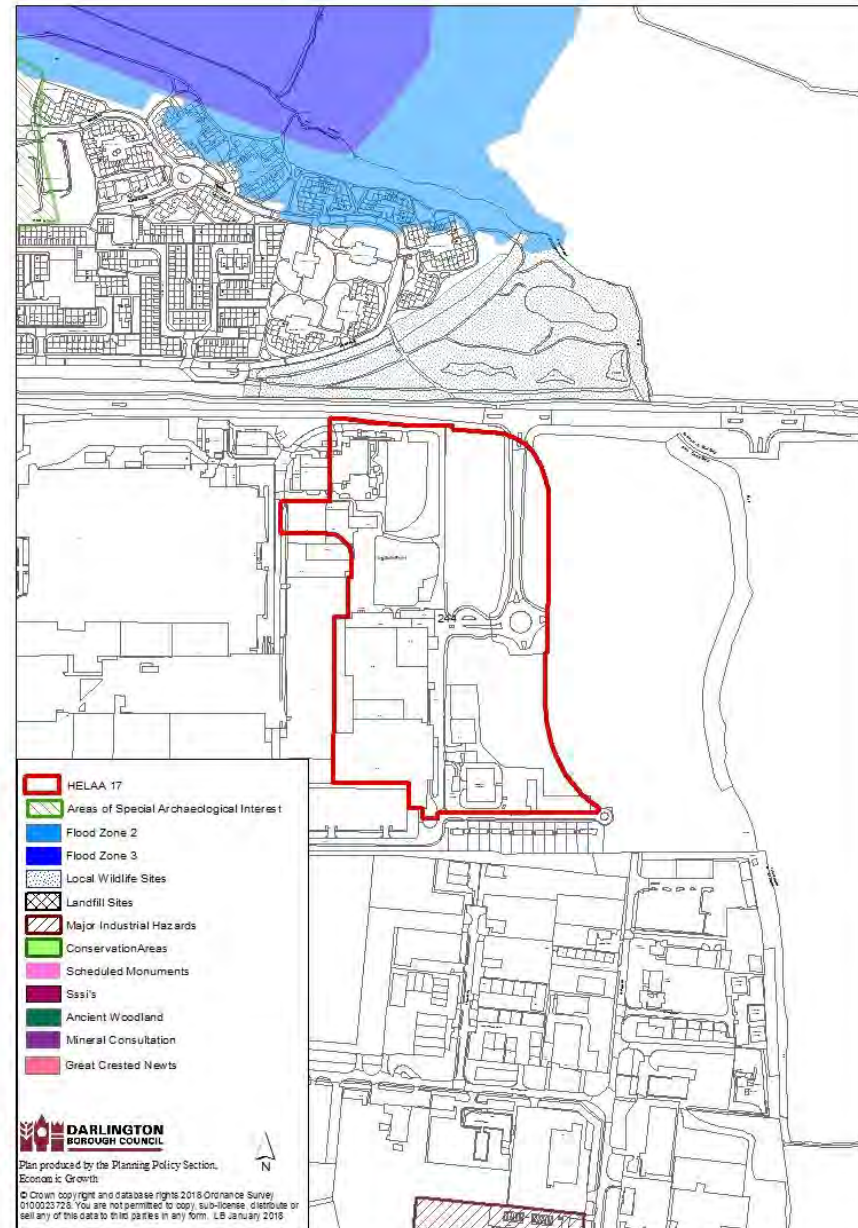 244
HELAA 17
Areas of Special Archaeological Interest
Flood Zone 2
Flood Zone 3
Local Wildlife Sites
Landfill Sites
Major Industrial Hazards
ConservationAreas
Scheduled Monuments
Sssi's
Ancient Woodland
Mineral Consultation
Great Crested Newts
DARLINGTON
BOROUGH COUNCIL
N
Plan produced by the Planning Policy Section,
Economic Growth
© Crown copyright and database rights 2018 Ordnance Survey
0100023728. You are not permitted to copy, sub-license, distribute or
sell any of this data to third parties in any form. LB January 2018